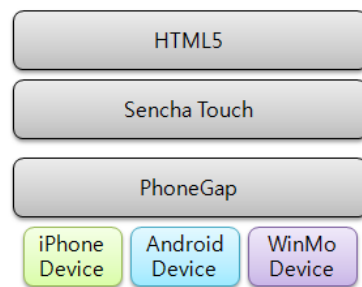 HTML5
Sencha Touch
PhoneGap
iPhone
Device
Android
Device
WinMo
Device